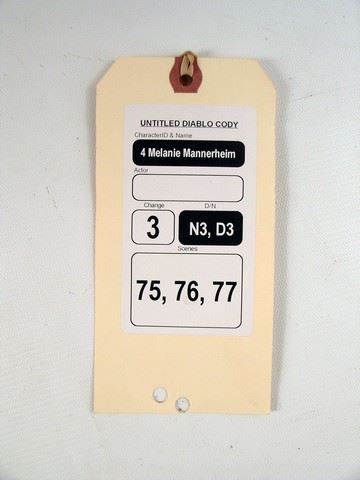 UNTITLED DIABLO CODY
CharacterID & Name
4 Melanie Mannerheim
Actor
Change D/N
3 N3, D3
Scenes
75, 76, 77